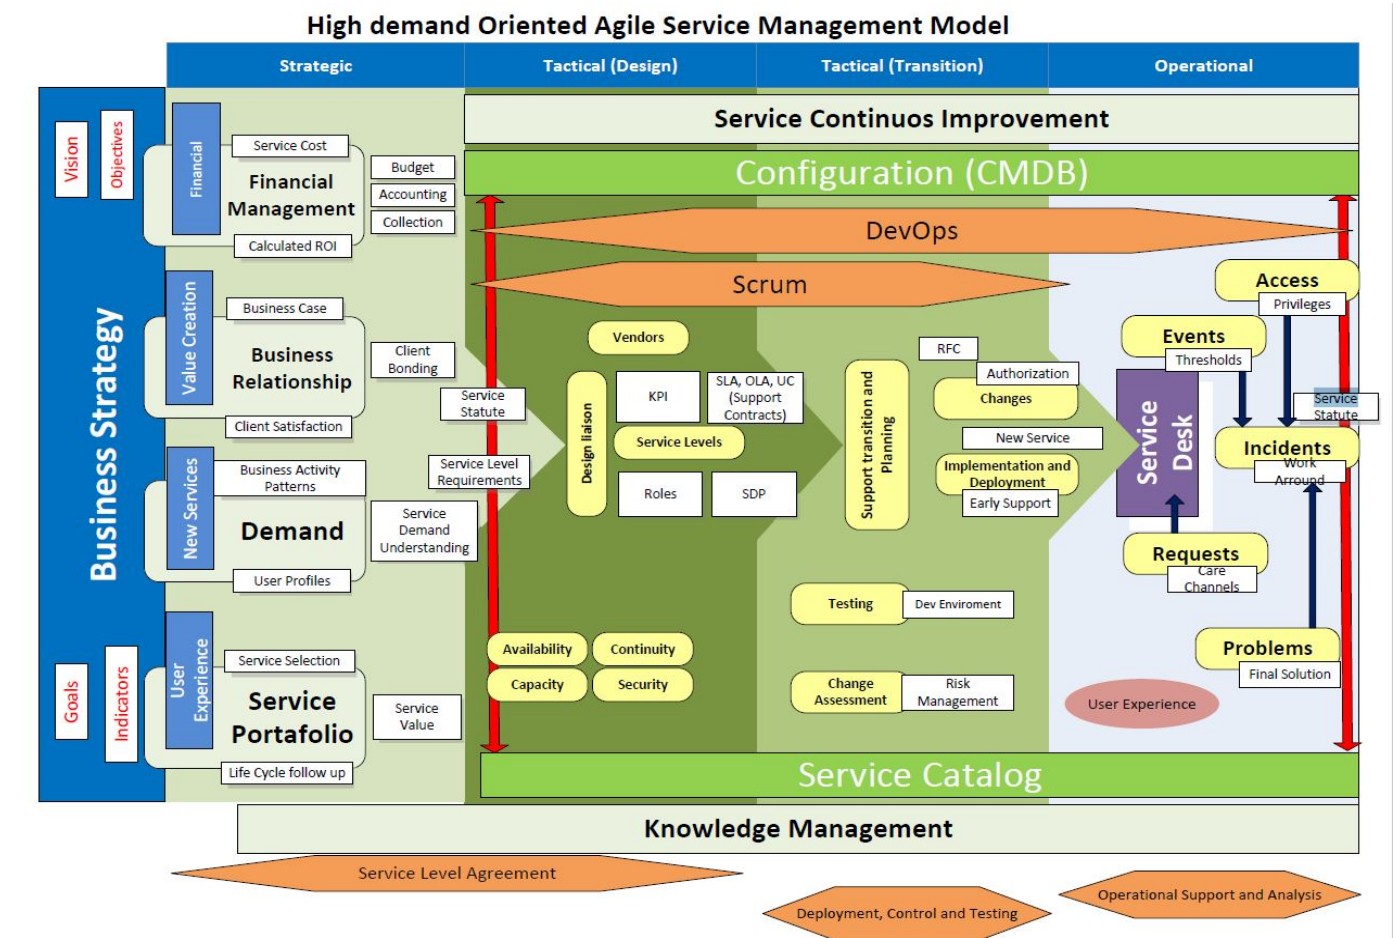 High demand Oriented Agile Service Management Model
Strategic
Tactical (Design)
Tactical (Transition)
Operational
Business Strategy
Vision
Objectives
Goals
Indicators
Financial
Service Cost
Financial
Management
Calculated ROI
Budget
Accounting
Collection
Value Creation
Business Case
Business
Relationship
Client Satisfaction
Client
Bonding
New Services
Business Activity
Patterns
Demand
User Profiles
Service
Demand
Understanding
User
Experience
Service Selection
Service
Portafolio
Life Cycle follow up
Service
Value
Service Continuos Improvement
Configuration (CMDB)
DevOps
Scrum
Service
Statute
Service Level
Requirements
Vendors
Design liaison
KPI
SLA, OLA, UC
(Support
Contracts)
Service Levels
Roles
SDP
Availability
Continuity
Capacity
Security
Support transition and
Planning
RFC
Authorization
Changes
New Service
Implementation and
Deployment
Early Support
Testing
Dev Enviroment
Change
Assessment
Risk
Management
Access
Privileges
Events
Thresholds
Service
Desk
Service
Statute
Incidents
Work
Arround
Requests
Care
Channels
Problems
Final Solution
User Experience
Service Catalog
Knowledge Management
Service Level Agreement
Deployment, Control and Testing
Operational Support and Analysis